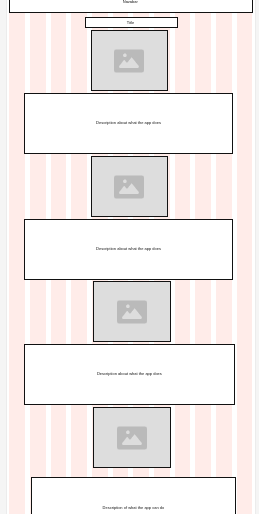 Number
Title
Description about what the app does
Description about what the app does
Description about what the app does
Description of what the app can do